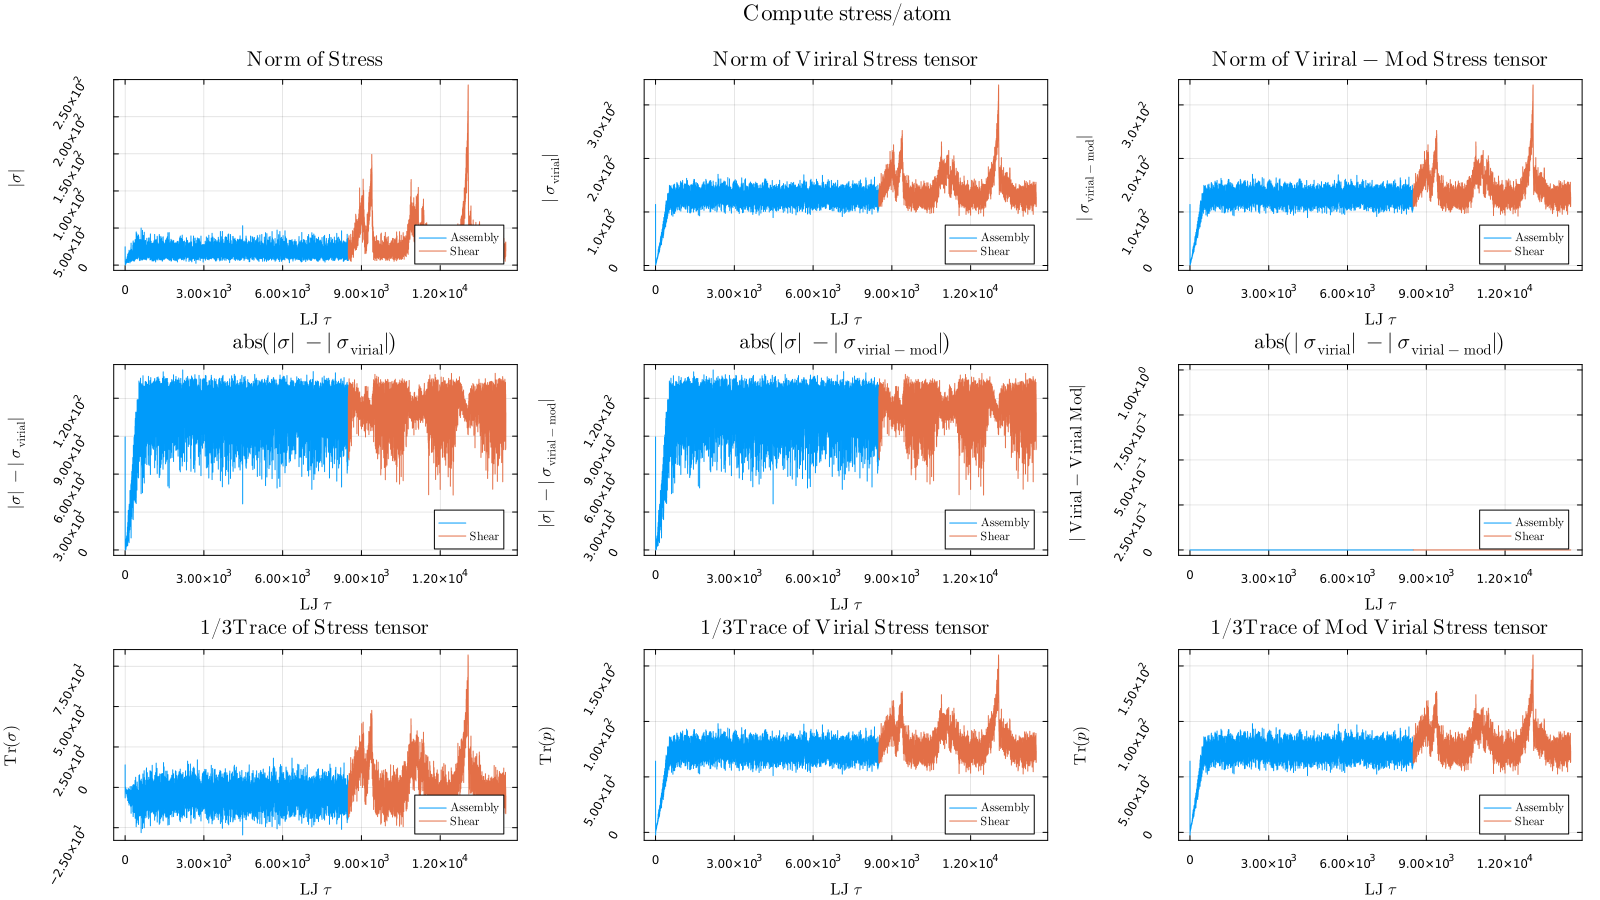 Compute stress/atom
Norm of Stress
|σ|
2.50×10²
2.00×10²
1.50×10²
1.00×10²
5.00×10¹
0
0 3.00×10³ 6.00×10³ 9.00×10³ 1.20×10⁴
LJ τ
Assembly
Shear
Norm of Viriral Stress tensor
|σ_virial|
3.0×10²
2.0×10²
1.0×10²
0
0 3.00×10³ 6.00×10³ 9.00×10³ 1.20×10⁴
LJ τ
Assembly
Shear
Norm of Viriral − Mod Stress tensor
|σ_virial − mod|
3.0×10²
2.0×10²
1.0×10²
0
0 3.00×10³ 6.00×10³ 9.00×10³ 1.20×10⁴
LJ τ
Assembly
Shear
abs(|σ| −|σ_virial|)
|σ| −|σ_virial|
1.20×10²
9.00×10¹
6.00×10¹
3.00×10¹
0
0 3.00×10³ 6.00×10³ 9.00×10³ 1.20×10⁴
LJ τ
Shear
abs(|σ| −|σ_virial − mod|)
|σ| −|σ_virial − mod|
1.20×10²
9.00×10¹
6.00×10¹
3.00×10¹
0
0 3.00×10³ 6.00×10³ 9.00×10³ 1.20×10⁴
LJ τ
Assembly
Shear
abs(|σ_virial| −|σ_virial − mod|)
|Virial − Virial Mod|
1.00×10⁰
7.50×10⁻¹
5.00×10⁻¹
2.50×10⁻¹
0
0 3.00×10³ 6.00×10³ 9.00×10³ 1.20×10⁴
LJ τ
Assembly
Shear
1/3Trace of Stress tensor
Tr(σ)
7.50×10¹
5.00×10¹
2.50×10¹
0
−2.50×10¹
0 3.00×10³ 6.00×10³ 9.00×10³ 1.20×10⁴
LJ τ
Assembly
Shear
1/3Trace of Virial Stress tensor
Tr(p)
1.50×10²
1.00×10²
5.00×10¹
0
0 3.00×10³ 6.00×10³ 9.00×10³ 1.20×10⁴
LJ τ
Assembly
Shear
1/3Trace of Mod Virial Stress tensor
Tr(p)
1.50×10²
1.00×10²
5.00×10¹
0
0 3.00×10³ 6.00×10³ 9.00×10³ 1.20×10⁴
LJ τ
Assembly
Shear